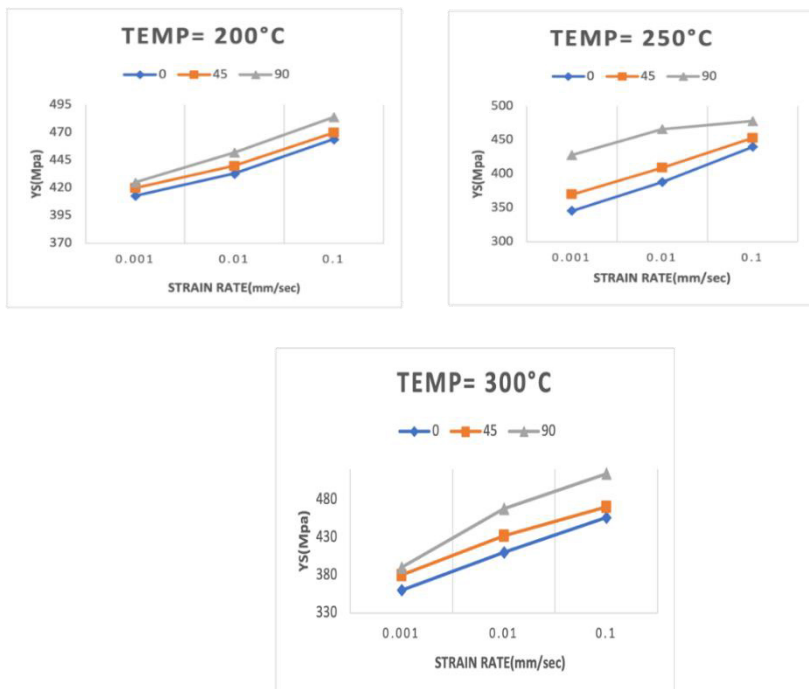 TEMP= 200°C
0 45 90
495
470
445
420
395
370
YS(Mpa)
0.001 0.01 0.1
STRAIN RATE(mm/sec)
TEMP= 250°C
0 45 90
500
450
400
350
300
YS(Mpa)
0.001 0.01 0.1
STRAIN RATE(mm/sec)
TEMP= 300°C
0 45 90
480
430
380
330
YS(Mpa)
0.001 0.01 0.1
STRAIN RATE(mm/sec)